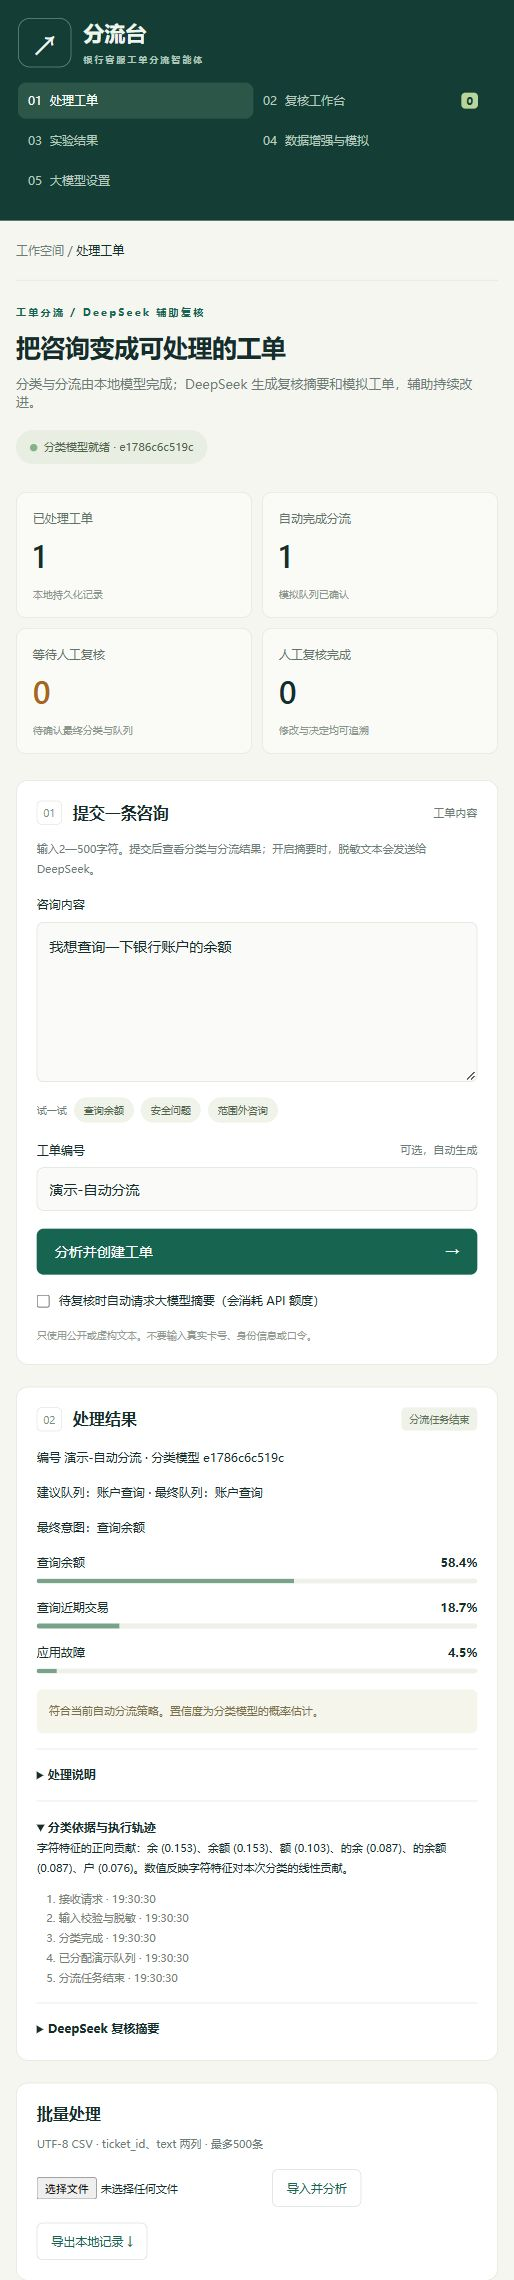 分流台
银行客服工单分流智能体
01 处理工单
02 复核工作台 0
03 实验结果
04 数据增强与模拟
05 大模型设置
工作空间 / 处理工单
工单分流 / DeepSeek 辅助复核
把咨询变成可处理的工单
分类与分流由本地模型完成；DeepSeek 生成复核摘要和模拟工单，辅助持续改
进。
分类模型就绪 · e1786c6c519c
已处理工单
1
本地持久化记录
自动完成分流
1
模拟队列已确认
等待人工复核
0
待确认最终分类与队列
人工复核完成
0
修改与决定均可追溯
01 提交一条咨询 工单内容
输入2—500字符。提交后查看分类与分流结果；开启摘要时，脱敏文本会发送给
DeepSeek。
咨询内容
我想查询一下银行账户的余额
试一试 查询余额 安全问题 范围外咨询
工单编号 可选，自动生成
演示-自动分流
分析并创建工单 →
待复核时自动请求大模型摘要（会消耗 API 额度）
只使用公开或虚构文本。不要输入真实卡号、身份信息或口令。
02 处理结果 分流任务结束
编号 演示-自动分流 · 分类模型 e1786c6c519c
建议队列：账户查询 · 最终队列：账户查询
最终意图：查询余额
查询余额 58.4%
查询近期交易 18.7%
应用故障 4.5%
符合当前自动分流策略。置信度为分类模型的概率估计。
▶ 处理说明
▼ 分类依据与执行轨迹
字符特征的正向贡献：余 (0.153)、余额 (0.153)、额 (0.103)、的余 (0.087)、的余额
(0.087)、户 (0.076)。数值反映字符特征对本次分类的线性贡献。
1. 接收请求 · 19:30:30
2. 输入校验与脱敏 · 19:30:30
3. 分类完成 · 19:30:30
4. 已分配演示队列 · 19:30:30
5. 分流任务结束 · 19:30:30
▶ DeepSeek 复核摘要
批量处理
UTF-8 CSV · ticket_id、text 两列 · 最多500条
选择文件 未选择任何文件 导入并分析
导出本地记录 ↓